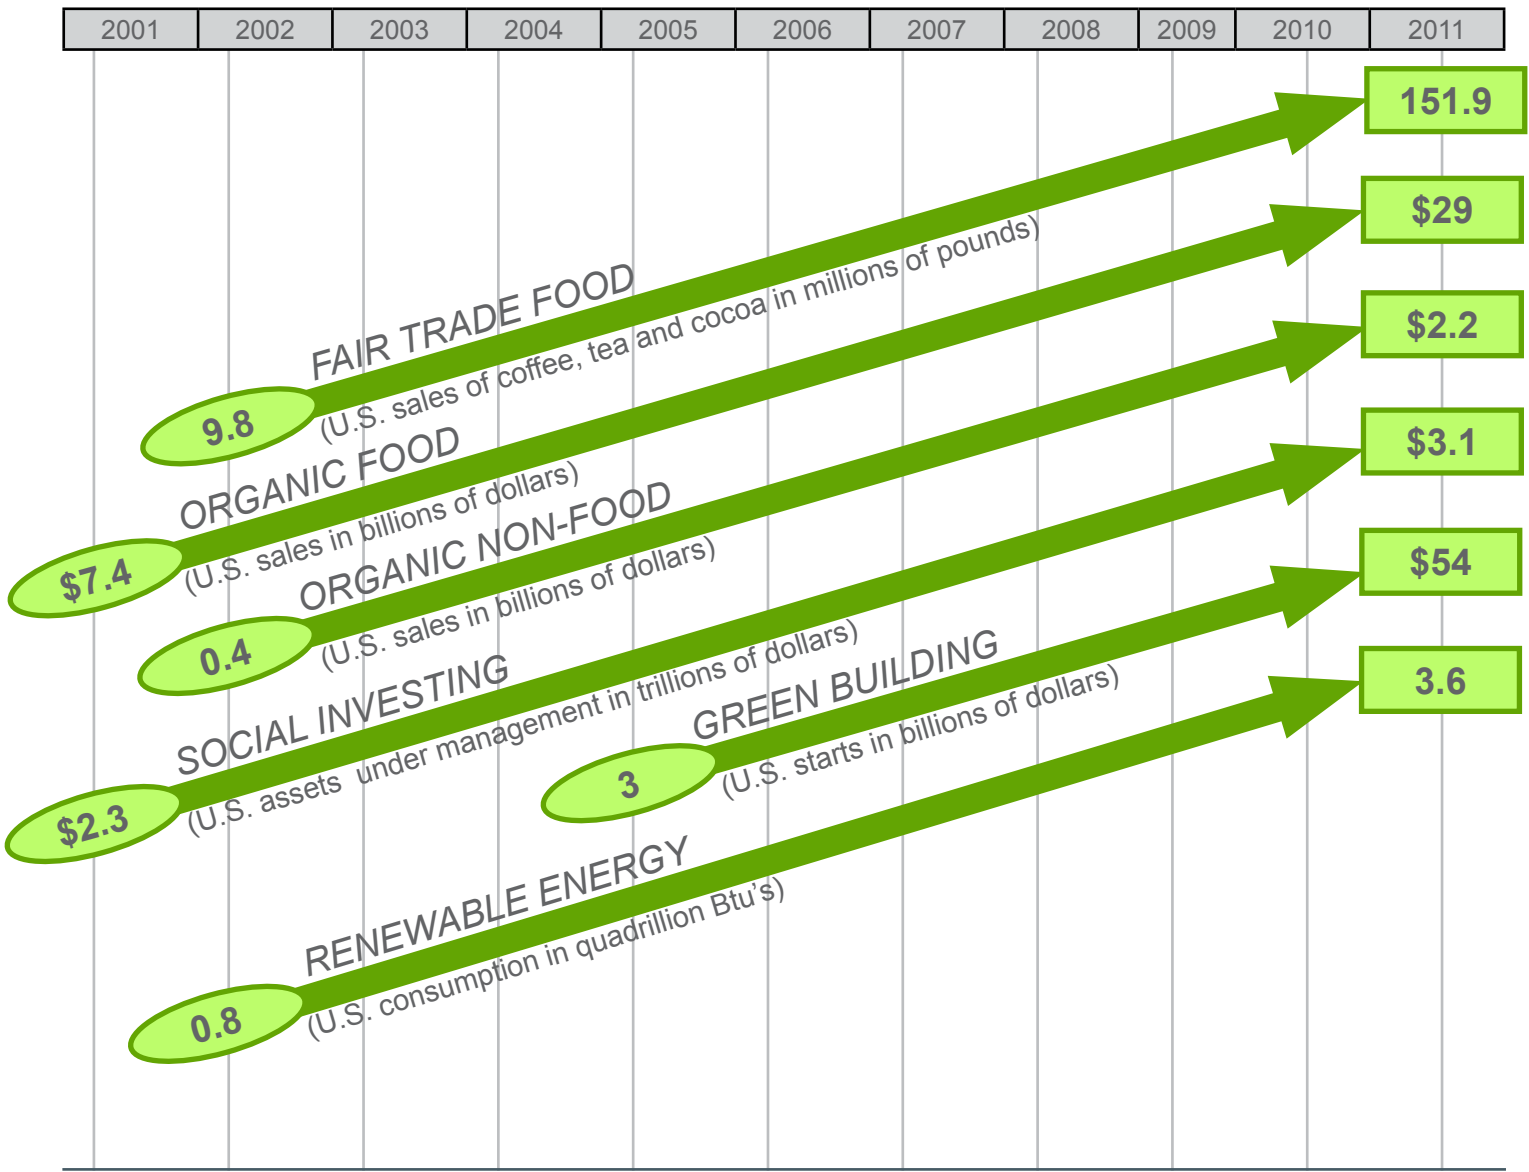 2001 2002 2003 2004 2005 2006 2007 2008 2009 2010 2011
FAIR TRADE FOOD
(U.S. sales of coffee, tea and cocoa in millions of pounds)
9.8
151.9
ORGANIC FOOD
(U.S. sales in billions of dollars)
$7.4
$29
ORGANIC NON-FOOD
(U.S. sales in billions of dollars)
0.4
$2.2
SOCIAL INVESTING
(U.S. assets under management in trillions of dollars)
$2.3
$3.1
GREEN BUILDING
(U.S. starts in billions of dollars)
3
$54
RENEWABLE ENERGY
(U.S. consumption in quadrillion Btu's)
0.8
3.6